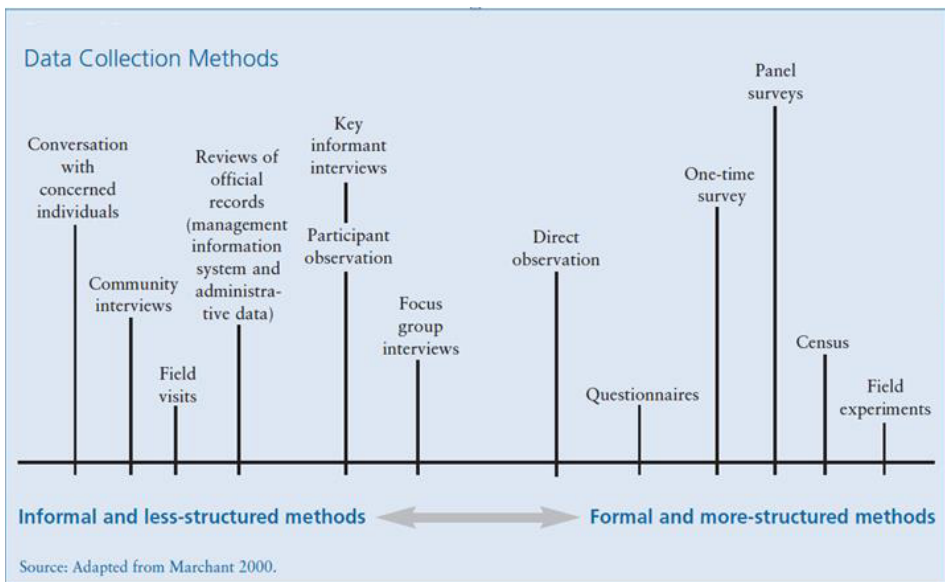 Data Collection Methods
Conversation
with
concerned
individuals
Community
interviews
Field
visits
Reviews of
official
records
(management
information
system and
administra-
tive data)
Key
informant
interviews
Participant
observation
Focus
group
interviews
Direct
observation
Questionnaires
One-time
survey
Panel
surveys
Census
Field
experiments
Informal and less-structured methods
Formal and more-structured methods
Source: Adapted from Marchant 2000.